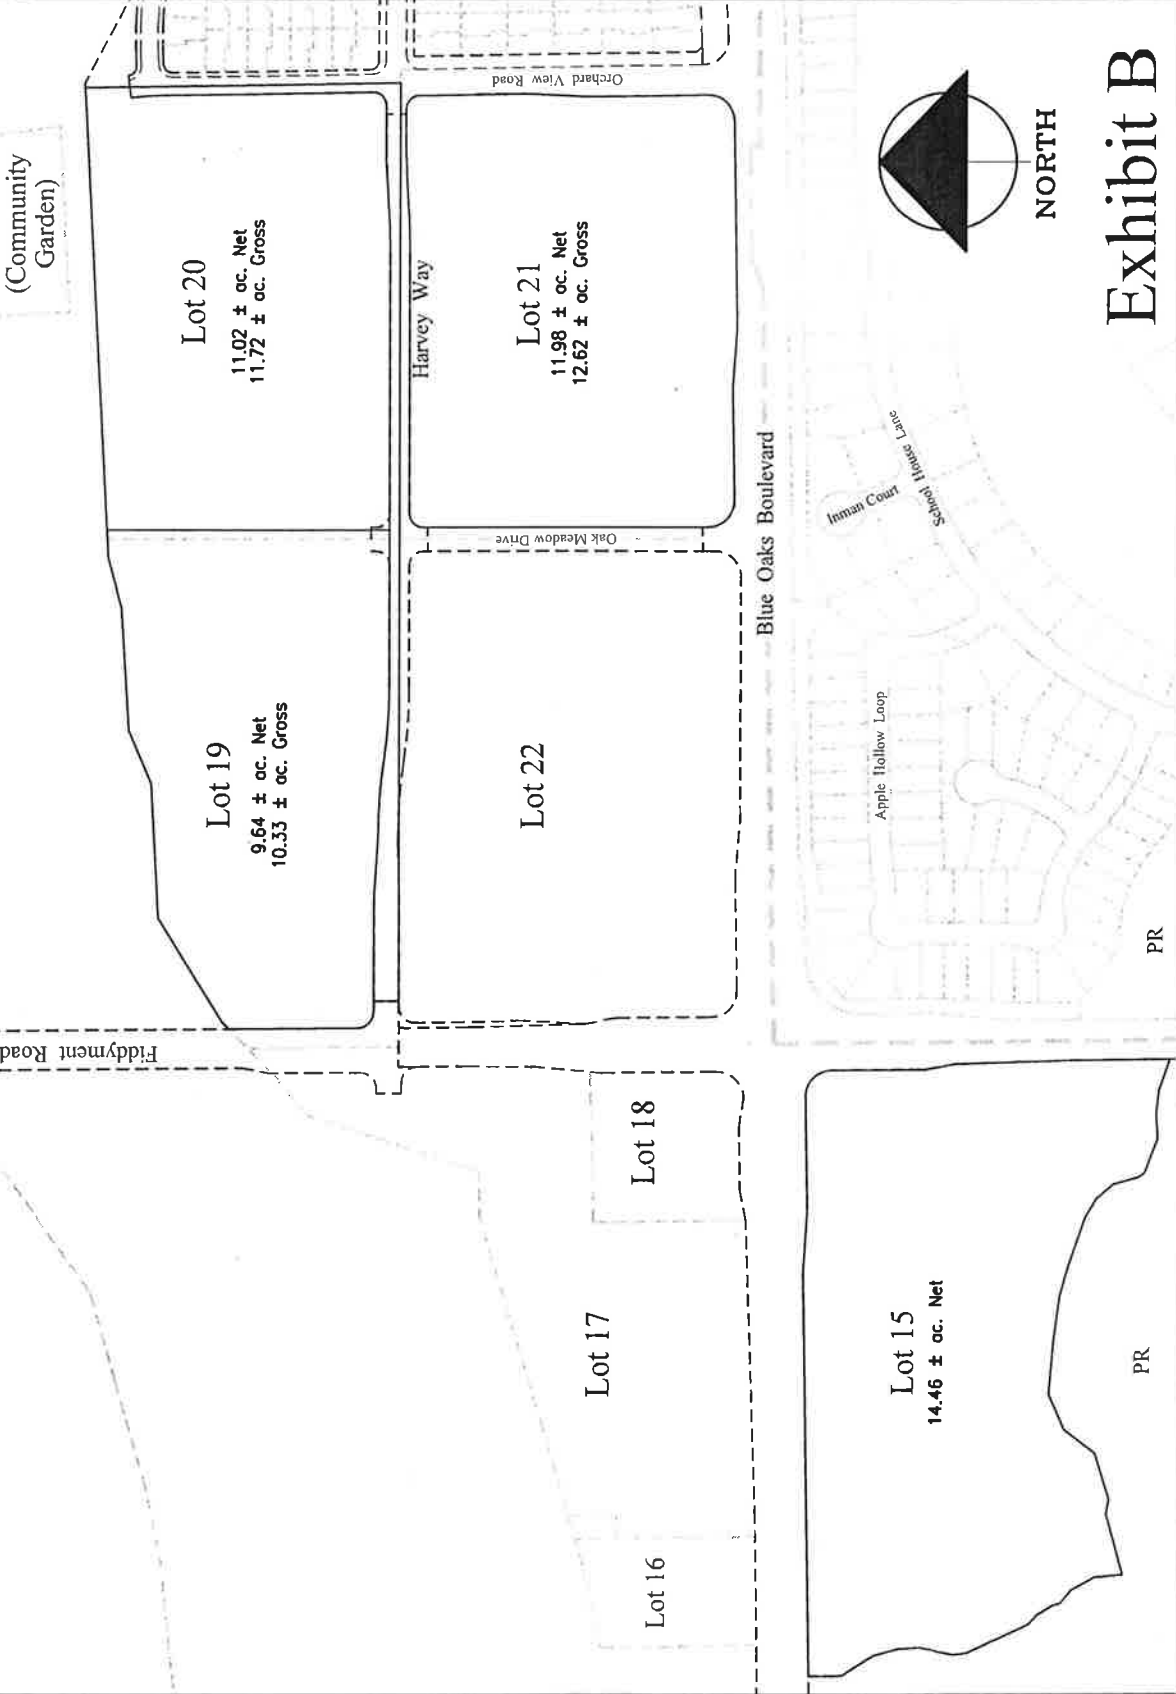 (Community
Garden)
Lot 20
11.02 ± ac. Net
11.72 ± ac. Gross
Orchard View Road
Harvey Way
Lot 21
11.98 ± ac. Net
12.62 ± ac. Gross
NORTH
Exhibit B
Lot 19
9.64 ± ac. Net
10.33 ± ac. Gross
Oak Meadow Drive
Lot 22
Blue Oaks Boulevard
Inman Court
School House Lane
Apple Hollow Loop
PR
Fiddyment Road
Lot 18
Lot 17
Lot 16
Lot 15
14.46 ± ac. Net
PR